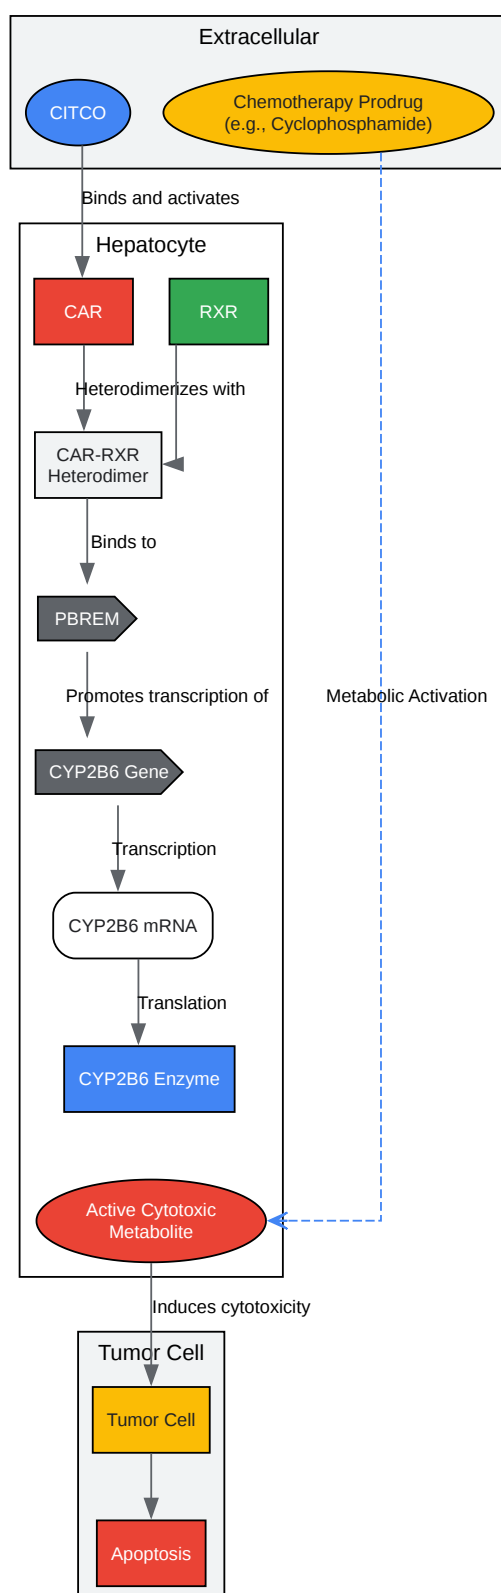 Extracellular
CITCO
Chemotherapy Prodrug
(e.g., Cyclophosphamide)
Binds and activates
Hepatocyte
CAR
RXR
Heterodimerizes with
CAR-RXR
Heterodimer
Binds to
PBREM
Promotes transcription of
Metabolic Activation
CYP2B6 Gene
Transcription
CYP2B6 mRNA
Translation
CYP2B6 Enzyme
Active Cytotoxic
Metabolite
Induces cytotoxicity
Tumor Cell
Tumor Cell
Apoptosis